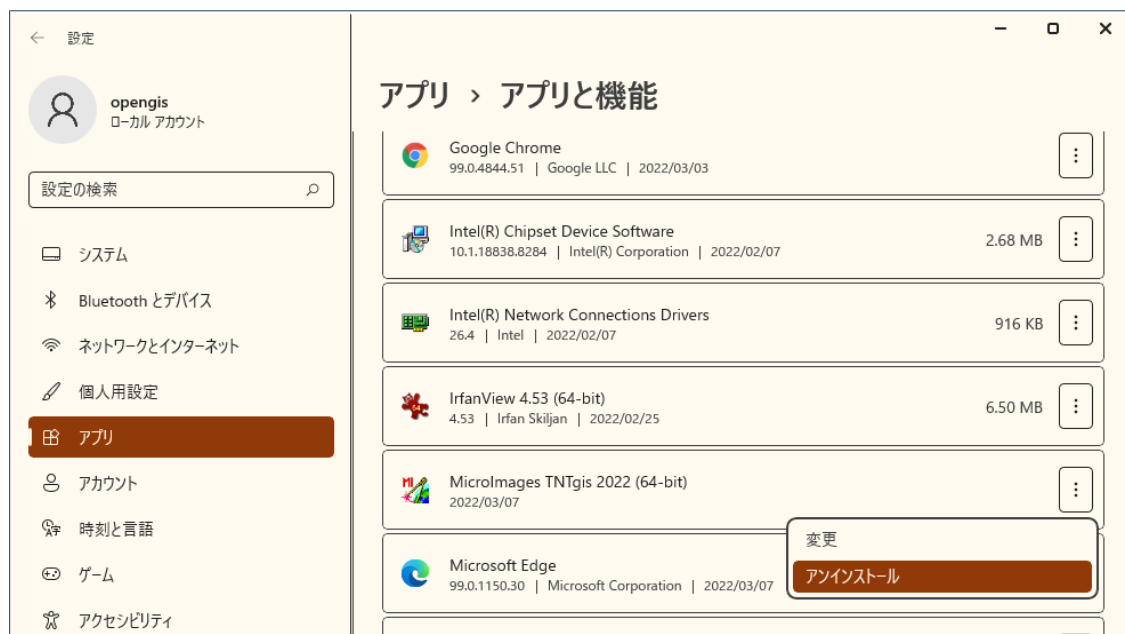 設定
opengis
ローカル アカウント
設定の検索
システム
Bluetooth とデバイス
ネットワークとインターネット
個人用設定
アプリ
アカウント
時刻と言語
ゲーム
アクセシビリティ
アプリ › アプリと機能
Google Chrome
99.0.4844.51 | Google LLC | 2022/03/03
Intel(R) Chipset Device Software
10.1.18838.8284 | Intel(R) Corporation | 2022/02/07
2.68 MB
Intel(R) Network Connections Drivers
26.4 | Intel | 2022/02/07
916 KB
IrfanView 4.53 (64-bit)
4.53 | Irfan Skiljan | 2022/02/25
6.50 MB
MicroImages TNTgis 2022 (64-bit)
2022/03/07
変更
アンインストール
Microsoft Edge
99.0.1150.30 | Microsoft Corporation | 2022/03/07